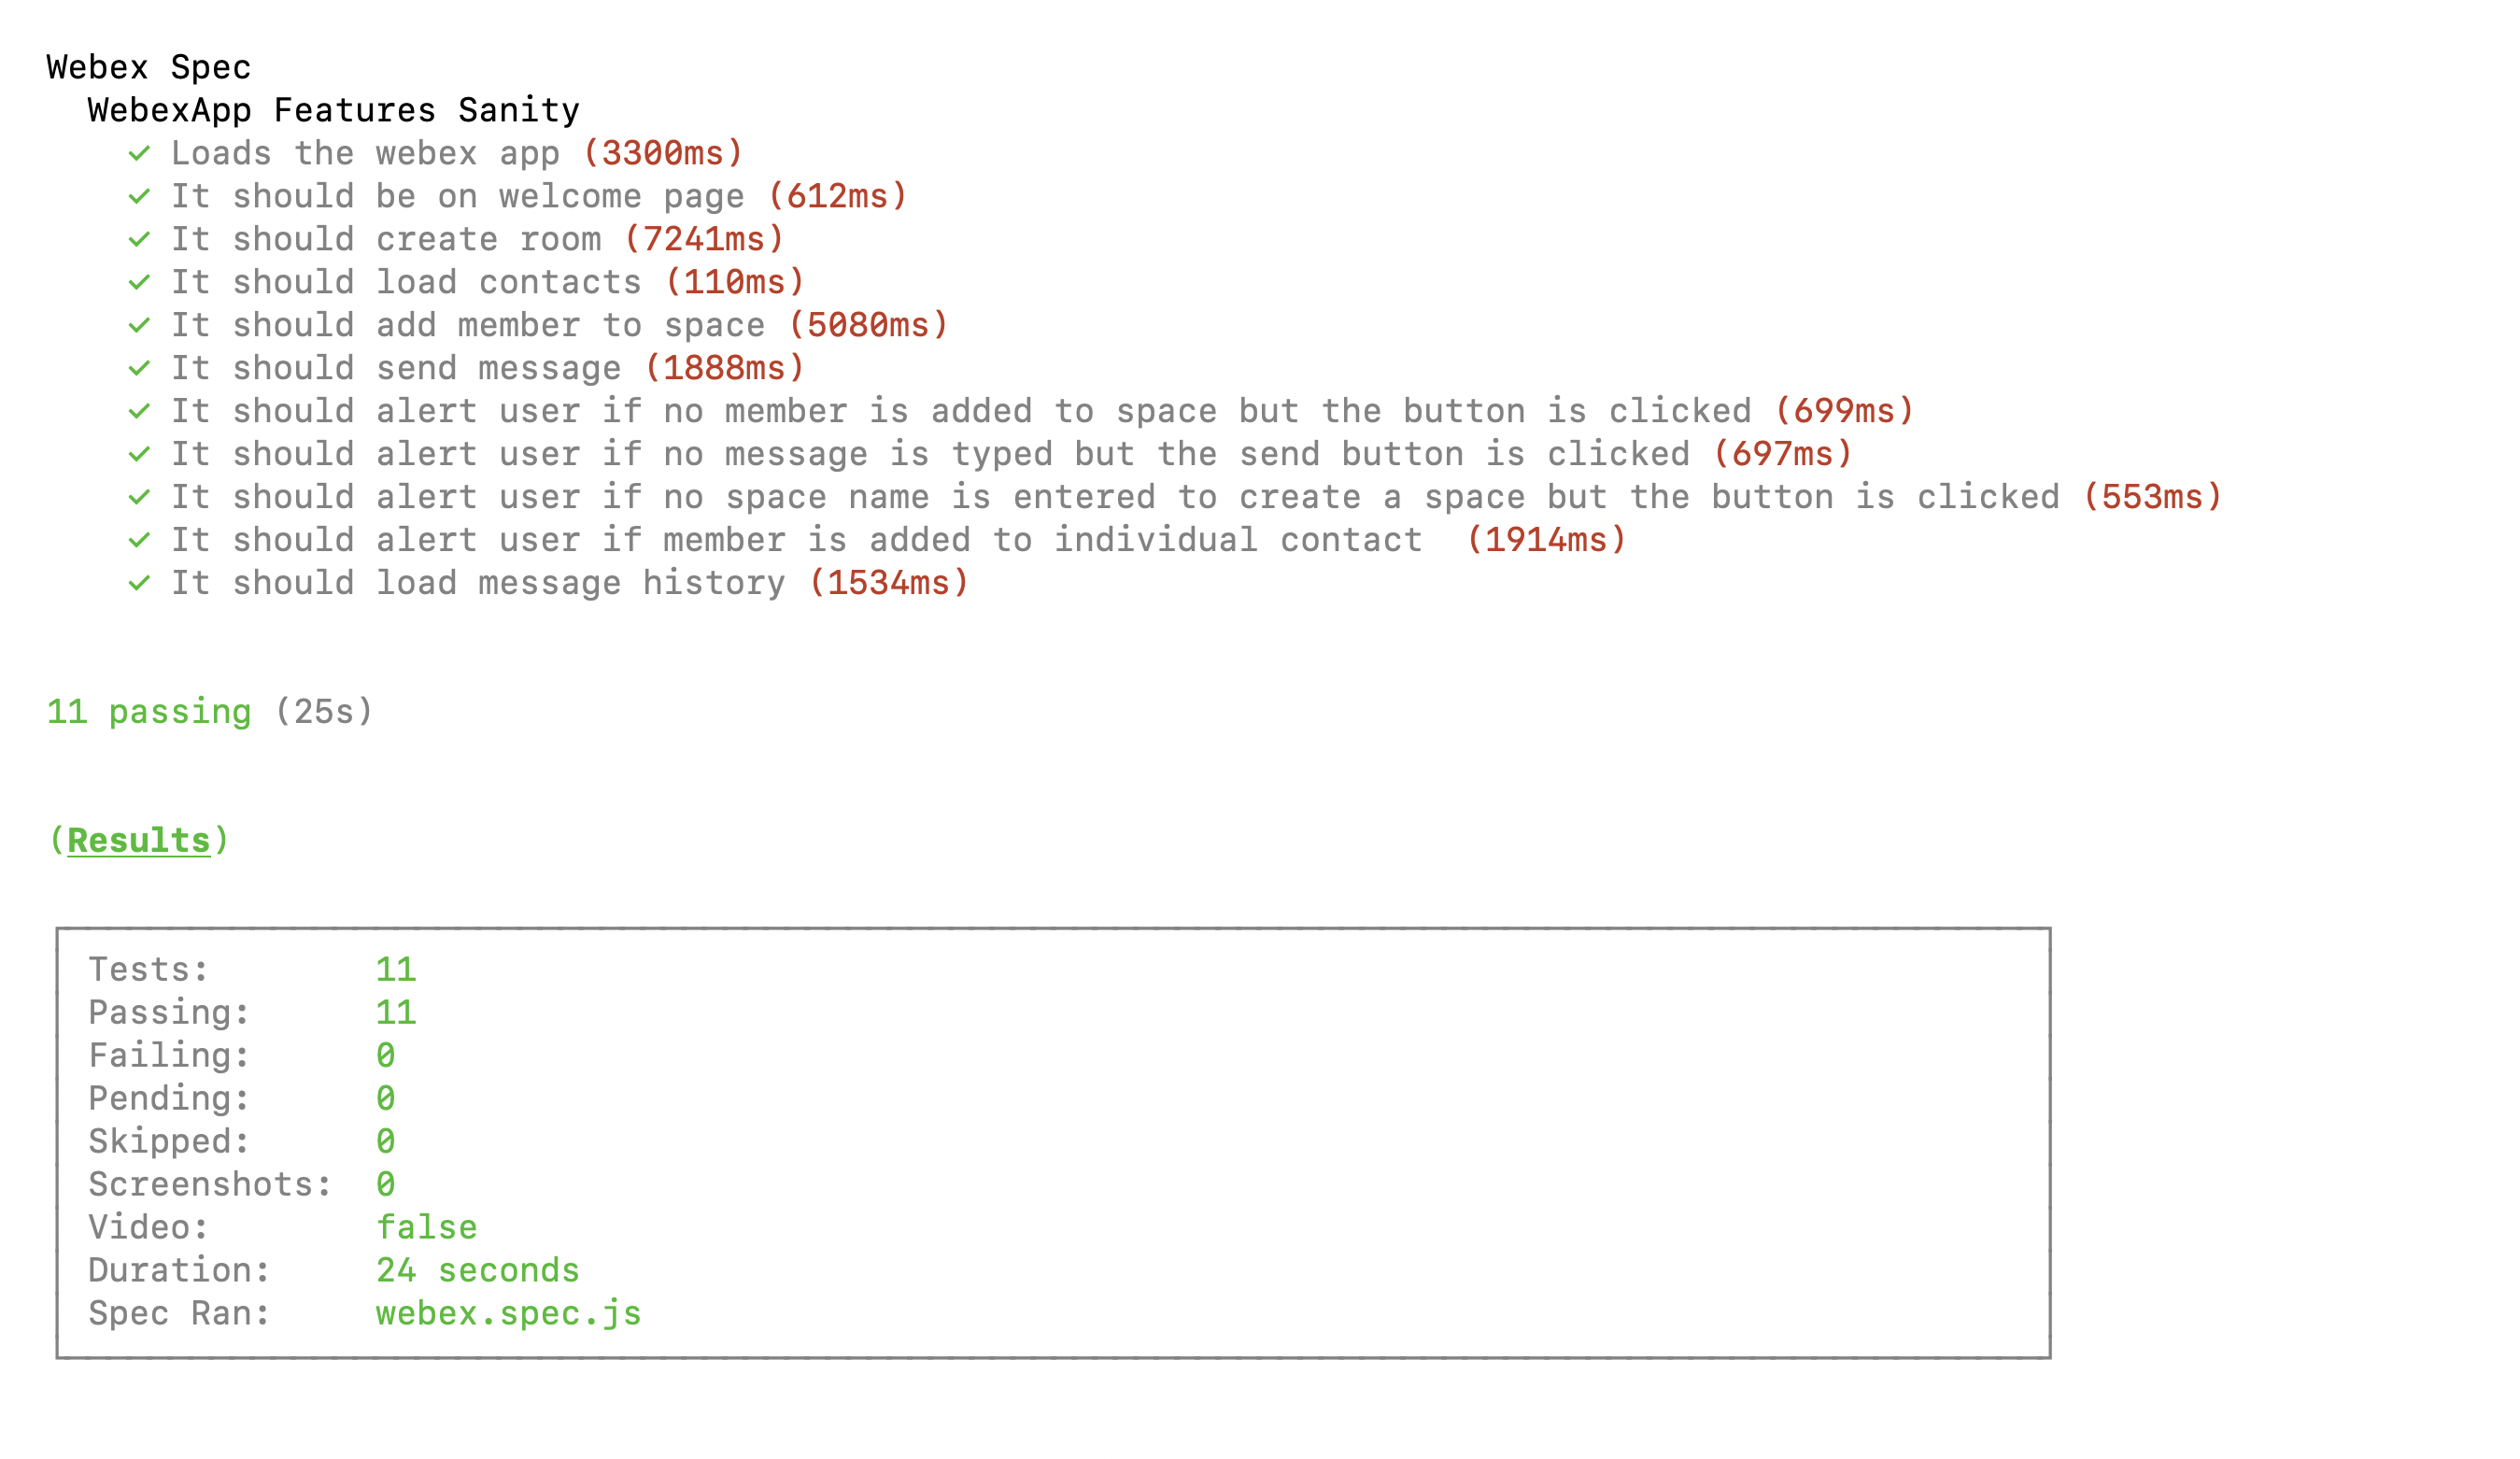 Webex Spec
WebexApp Features Sanity
✓ Loads the webex app (3300ms)
✓ It should be on welcome page (612ms)
✓ It should create room (7241ms)
✓ It should load contacts (110ms)
✓ It should add member to space (5080ms)
✓ It should send message (1888ms)
✓ It should alert user if no member is added to space but the button is clicked (699ms)
✓ It should alert user if no message is typed but the send button is clicked (697ms)
✓ It should alert user if no space name is entered to create a space but the button is clicked (553ms)
✓ It should alert user if member is added to individual contact  (1914ms)
✓ It should load message history (1534ms)
11 passing (25s)
(Results)
Tests: 11
Passing: 11
Failing: 0
Pending: 0
Skipped: 0
Screenshots: 0
Video: false
Duration: 24 seconds
Spec Ran: webex.spec.js